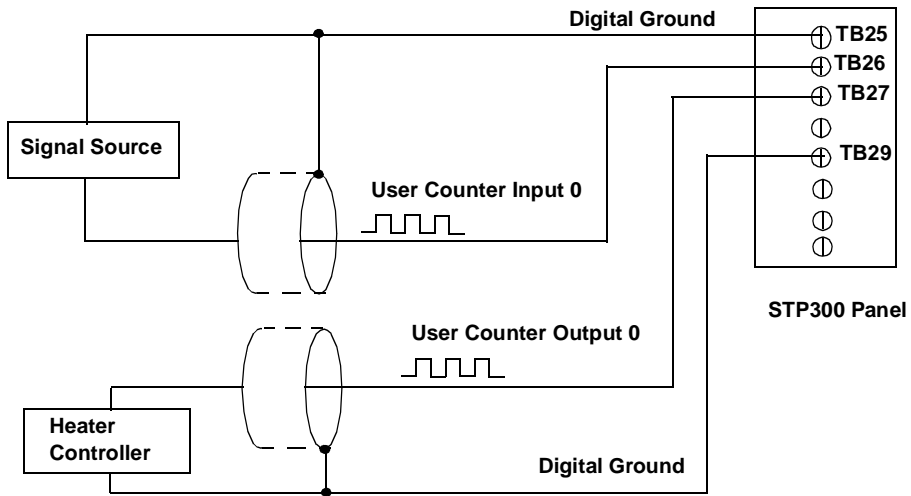 Digital Ground
TB25
TB26
TB27
Signal Source
TB29
User Counter Input 0
STP300 Panel
User Counter Output 0
Heater
Controller
Digital Ground